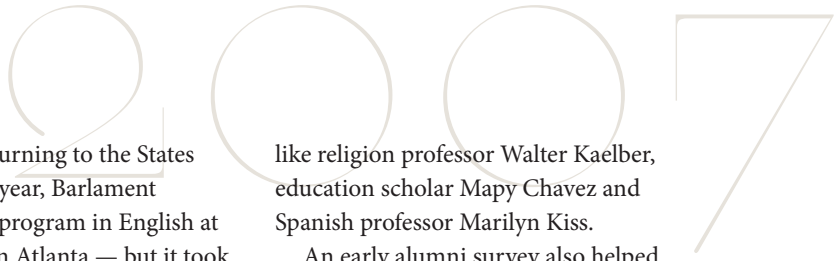 2007
urning to the States
year, Barlament
program in English at
n Atlanta — but it took
like religion professor Walter Kaelber,
education scholar Mapy Chavez and
Spanish professor Marilyn Kiss.
An early alumni survey also helped